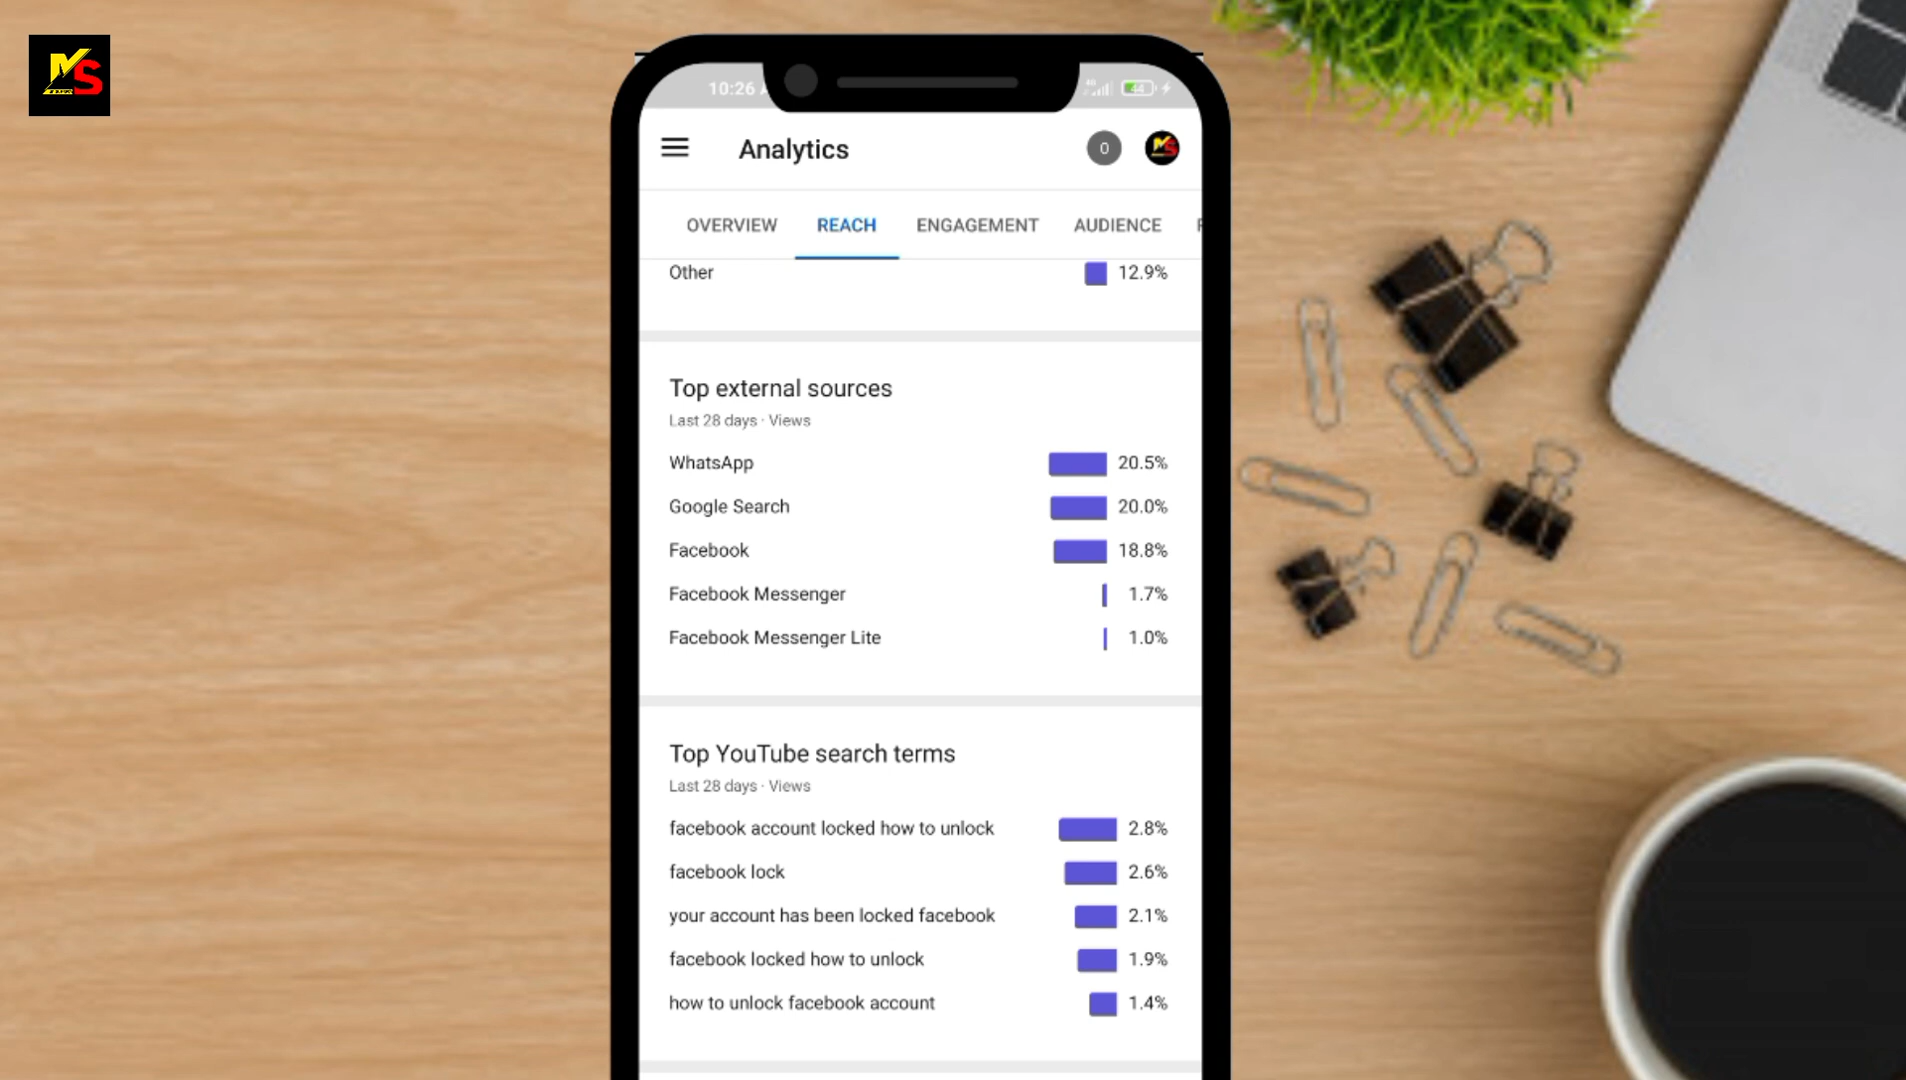 MS
10:26
44
Analytics
0
OVERVIEW REACH ENGAGEMENT AUDIENCE
Other 12.9%
Top external sources
Last 28 days · Views
WhatsApp 20.5%
Google Search 20.0%
Facebook 18.8%
Facebook Messenger 1.7%
Facebook Messenger Lite 1.0%
Top YouTube search terms
Last 28 days · Views
facebook account locked how to unlock 2.8%
facebook lock 2.6%
your account has been locked facebook 2.1%
facebook locked how to unlock 1.9%
how to unlock facebook account 1.4%